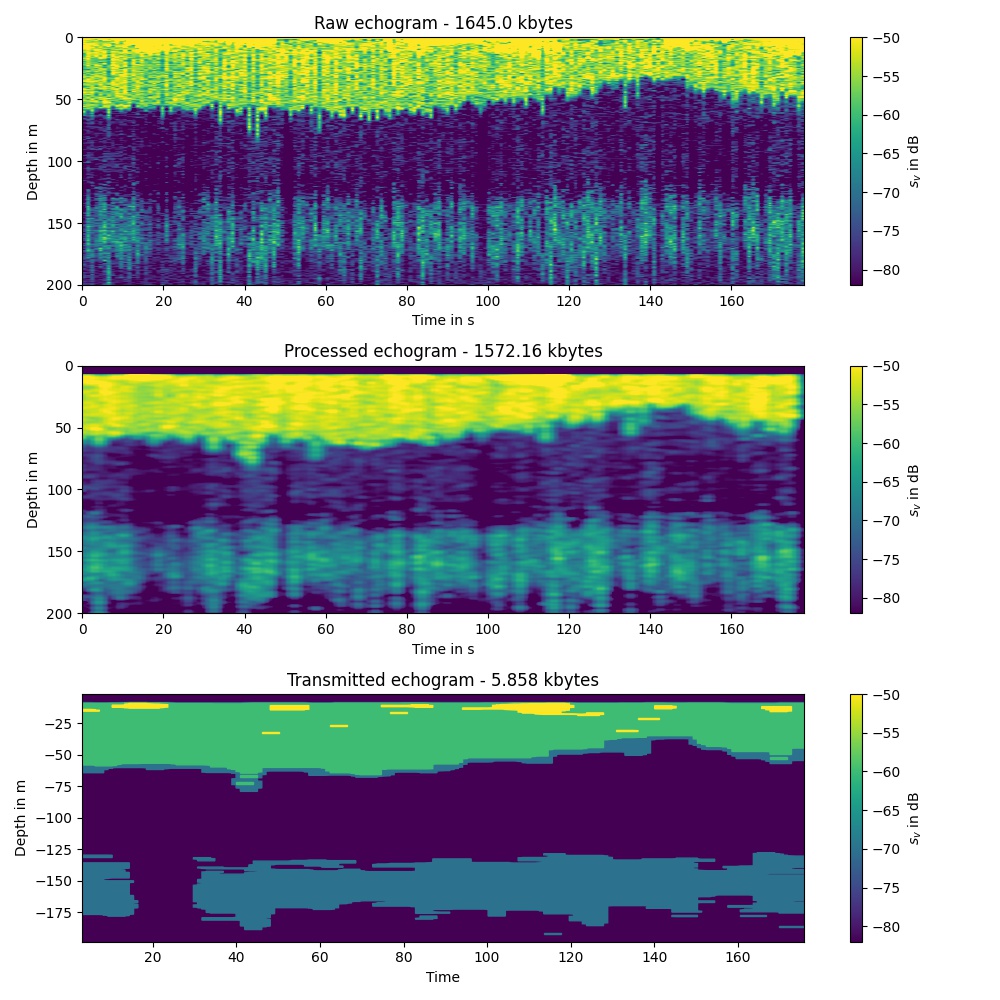 Raw echogram - 1645.0 kbytes
0
50
100
150
200
Depth in m
0 20 40 60 80 100 120 140 160
Time in s
−50
−55
−60
−65
−70
−75
−80
s_v in dB
Processed echogram - 1572.16 kbytes
0
50
100
150
200
Depth in m
0 20 40 60 80 100 120 140 160
Time in s
−50
−55
−60
−65
−70
−75
−80
s_v in dB
Transmitted echogram - 5.858 kbytes
−25
−50
−75
−100
−125
−150
−175
Depth in m
20 40 60 80 100 120 140 160
Time
−50
−55
−60
−65
−70
−75
−80
s_v in dB